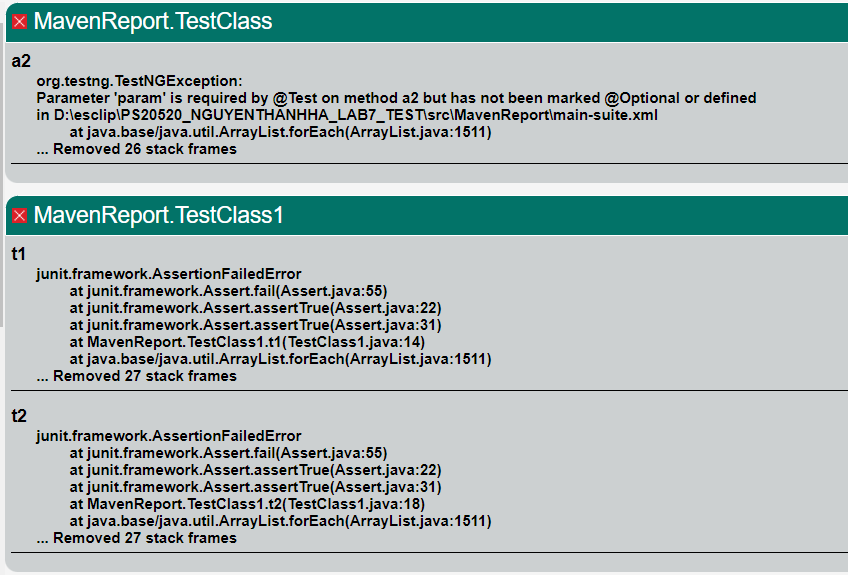 MavenReport.TestClass
a2
org.testng.TestNGException:
Parameter 'param' is required by @Test on method a2 but has not been marked @Optional or defined
in D:\esclip\PS20520_NGUYENTHANHHA_LAB7_TEST\src\MavenReport\main-suite.xml
at java.base/java.util.ArrayList.forEach(ArrayList.java:1511)
... Removed 26 stack frames
MavenReport.TestClass1
t1
junit.framework.AssertionFailedError
at junit.framework.Assert.fail(Assert.java:55)
at junit.framework.Assert.assertTrue(Assert.java:22)
at junit.framework.Assert.assertTrue(Assert.java:31)
at MavenReport.TestClass1.t1(TestClass1.java:14)
at java.base/java.util.ArrayList.forEach(ArrayList.java:1511)
... Removed 27 stack frames
t2
junit.framework.AssertionFailedError
at junit.framework.Assert.fail(Assert.java:55)
at junit.framework.Assert.assertTrue(Assert.java:22)
at junit.framework.Assert.assertTrue(Assert.java:31)
at MavenReport.TestClass1.t2(TestClass1.java:18)
at java.base/java.util.ArrayList.forEach(ArrayList.java:1511)
... Removed 27 stack frames